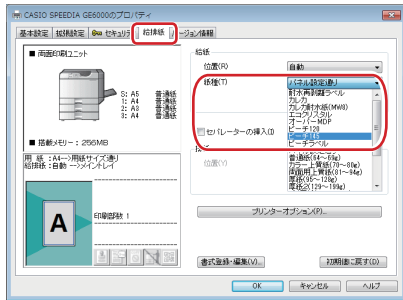 CASIO SPEEDIA GE6000のプロパティ
基本設定 拡張設定 セキュリティ 給排紙 バージョン情報
■ 両面印刷ユニット
S: A5 普通紙
1: A4 普通紙
2: A3 普通紙
3: A4 普通紙
■ 搭載メモリー : 256MB
用 紙 :A4-->用紙サイズ通り
給排紙 :自動 -->メイントレイ
A
印刷部数 1
給紙
位置(R) 自動
紙種(T) パネル設定通り
耐水再剥離ラベル
カレカ
カレカ耐水紙(MW8)
エコクリスタル
オーパーMDP
ピーチ120
ピーチ145
ピーチラベル
普通紙(64~69g)
カラー上質紙(70~80g)
両面用上質紙(81~94g)
厚紙(95~128g)
厚紙2(129~199g)
セパレーターの挿入(I)
位置(Y)
プリンターオプション(P)...
書式登録・編集(V)...
初期値に戻す(D)
OK
キャンセル
ヘルプ